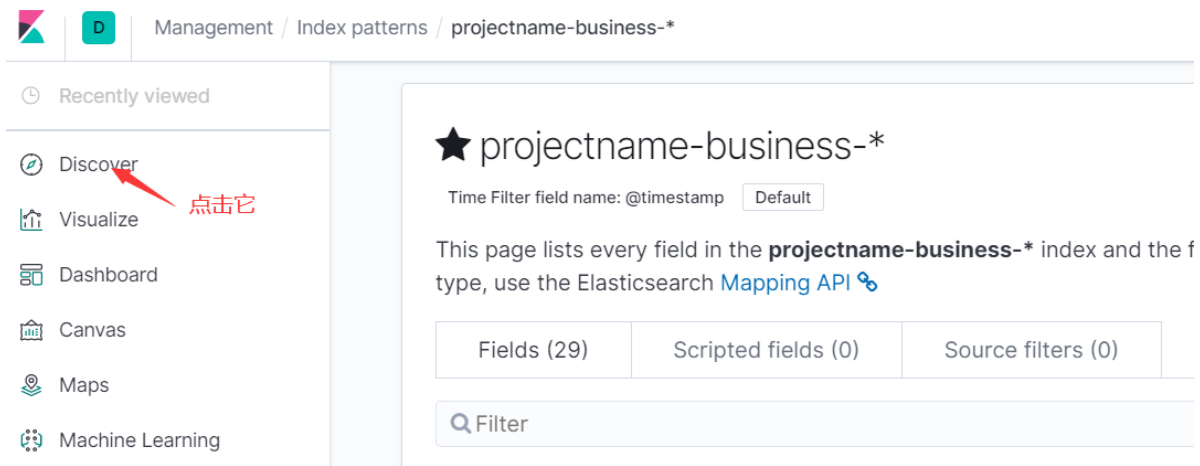 D Management / Index patterns / projectname-business-*
Recently viewed
Discover
点击它
Visualize
Dashboard
Canvas
Maps
Machine Learning
projectname-business-*
Time Filter field name: @timestamp Default
This page lists every field in the projectname-business-* index and the f
type, use the Elasticsearch Mapping API
Fields (29) Scripted fields (0) Source filters (0)
Filter